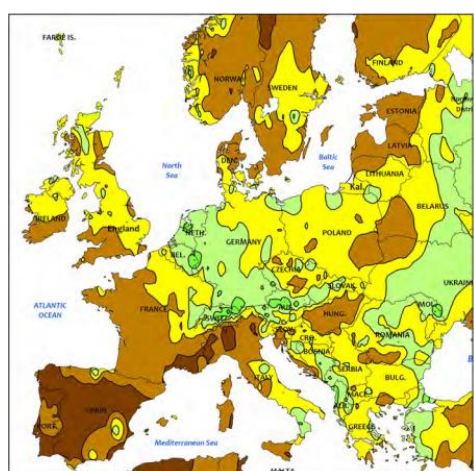 FAROE IS.
NORWAY
SWEDEN
FINLAND
ESTONIA
LATVIA
LITHUANIA
Kal.
BELARUS
North
Sea
Baltic
Sea
IRELAND
England
NETH.
BEL.
GERMANY
POLAND
CZECHIA
SLOVAK.
UKRAINE
MOL.
ATLANTIC
OCEAN
FRANCE
HUNG.
CRO.
BOSNIA
ROMANIA
SERBIA
BULG.
ITALY
MACE.
ALB.
GREECE
PORT.
SPAIN
Mediterranean Sea
MALTA